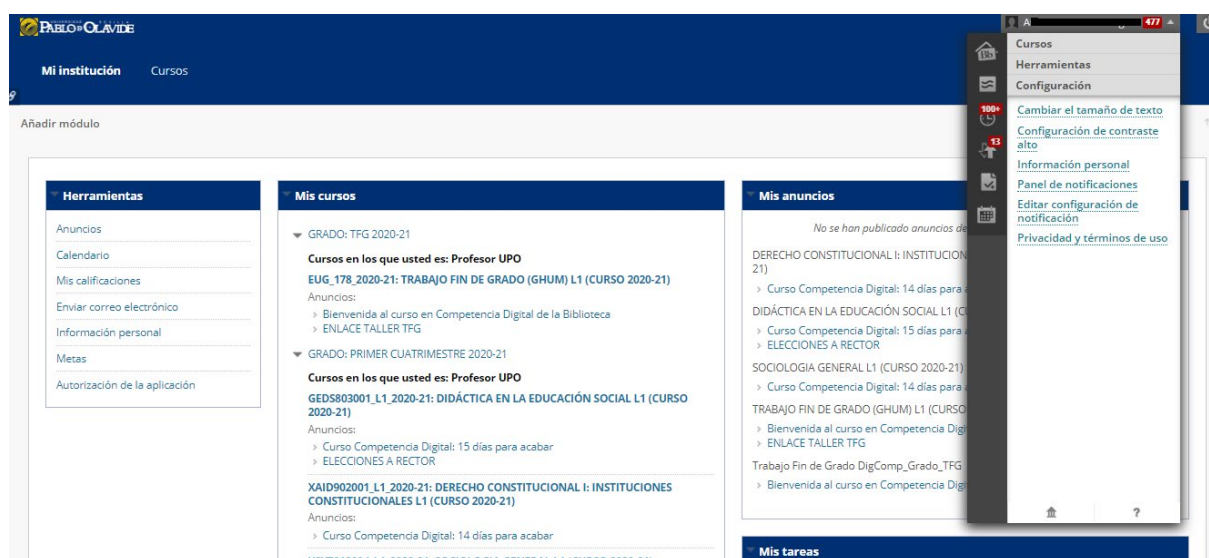 PABLO DE OLAVIDE
A
477
Mi institución
Cursos
Añadir módulo
Herramientas
Anuncios
Calendario
Mis calificaciones
Enviar correo electrónico
Información personal
Metas
Autorización de la aplicación
Mis cursos
GRADO: TFG 2020-21
Cursos en los que usted es: Profesor UPO
EUG_178_2020-21: TRABAJO FIN DE GRADO (GHUM) L1 (CURSO 2020-21)
Anuncios:
Bienvenida al curso en Competencia Digital de la Biblioteca
ENLACE TALLER TFG
GRADO: PRIMER CUATRIMESTRE 2020-21
Cursos en los que usted es: Profesor UPO
GEDS803001_L1_2020-21: DIDÁCTICA EN LA EDUCACIÓN SOCIAL L1 (CURSO
2020-21)
Anuncios:
Curso Competencia Digital: 15 días para acabar
ELECCIONES A RECTOR
XAID902001_L1_2020-21: DERECHO CONSTITUCIONAL I: INSTITUCIONES
CONSTITUCIONALES L1 (CURSO 2020-21)
Anuncios:
Curso Competencia Digital: 14 días para acabar
Mis anuncios
No se han publicado anuncios de
DERECHO CONSTITUCIONAL I: INSTITUCION
21)
Curso Competencia Digital: 14 días para
DIDÁCTICA EN LA EDUCACIÓN SOCIAL L1
Curso Competencia Digital: 15 días para
ELECCIONES A RECTOR
SOCIOLOGIA GENERAL L1 (CURSO 2020-21)
Curso Competencia Digital: 14 días para
TRABAJO FIN DE GRADO (GHUM) L1 (CURSO
Bienvenida al curso en Competencia Digi
ENLACE TALLER TFG
Trabajo Fin de Grado DigComp_Grado_TFG
Bienvenida al curso en Competencia Digi
Mis tareas
Bb
100+
13
Cursos
Herramientas
Configuración
Cambiar el tamaño de texto
Configuración de contraste
alto
Información personal
Panel de notificaciones
Editar configuración de
notificación
Privacidad y términos de uso
?